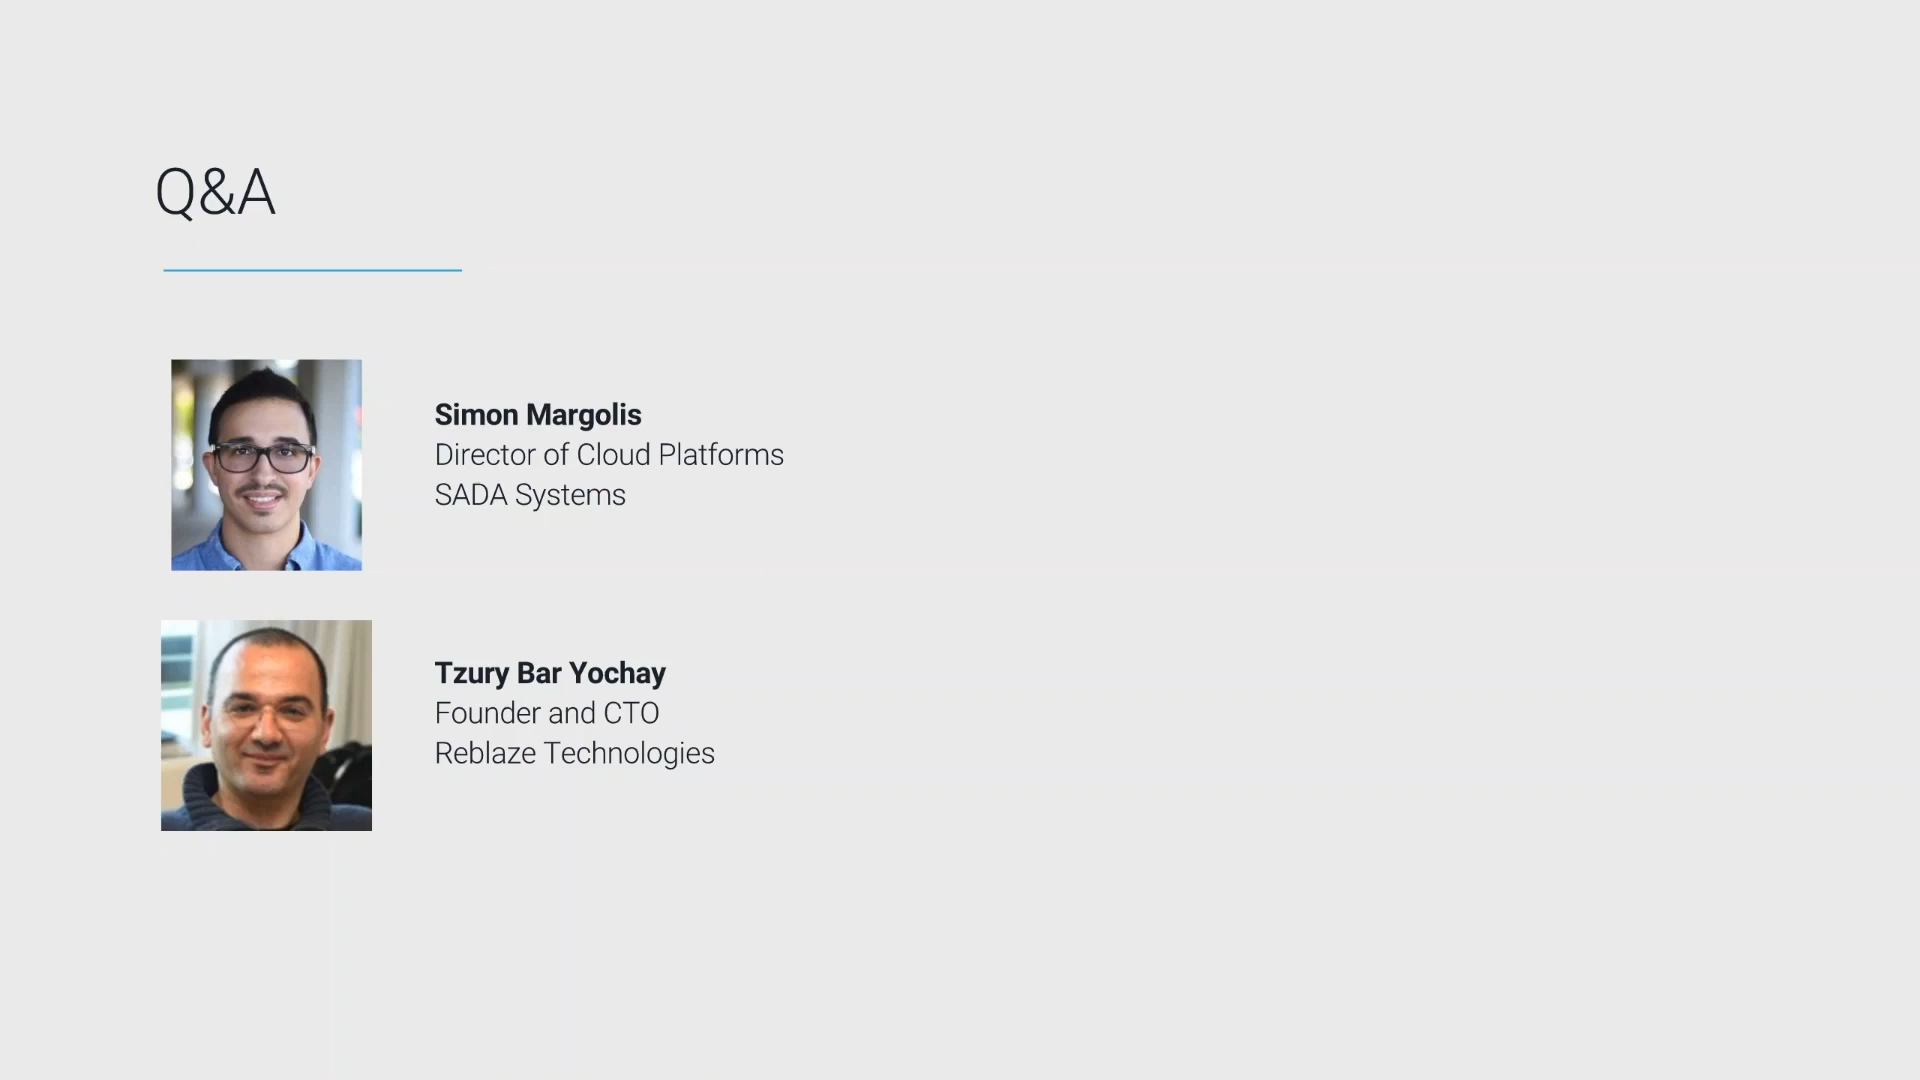 Q&A
Simon Margolis
Director of Cloud Platforms
SADA Systems
Tzury Bar Yochay
Founder and CTO
Reblaze Technologies